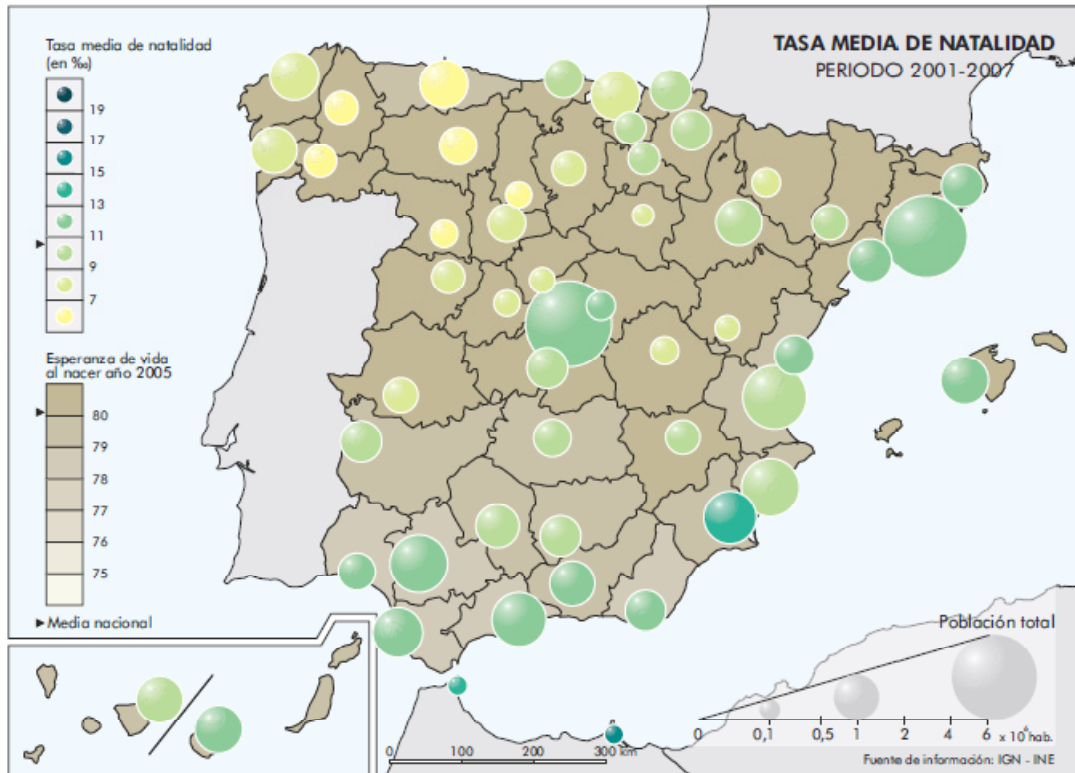 TASA MEDIA DE NATALIDAD
PERIODO 2001-2007
Tasa media de natalidad
(en ‰)
19
17
15
13
11
9
7
Esperanza de vida
al nacer año 2005
80
79
78
77
76
75
▶Media nacional
Población total
0 0,1 0,5 1 2 4 6 x 10⁶ hab.
0 100 200 300 km
Fuente de información: IGN - INE